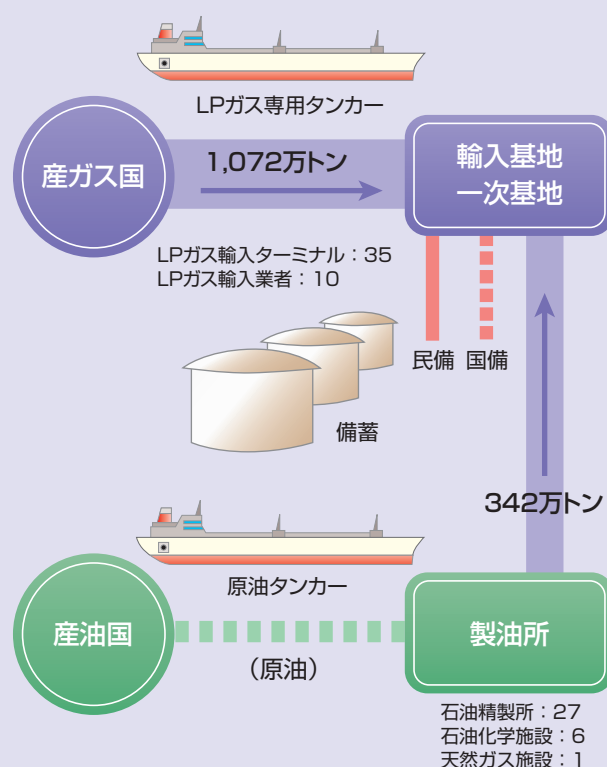 LPガス専用タンカー
産ガス国
1,072万トン
輸入基地
一次基地
LPガス輸入ターミナル：35
LPガス輸入業者：10
民備
国備
備蓄
342万トン
原油タンカー
産油国
（原油）
製油所
石油精製所：27
石油化学施設：6
天然ガス施設：1